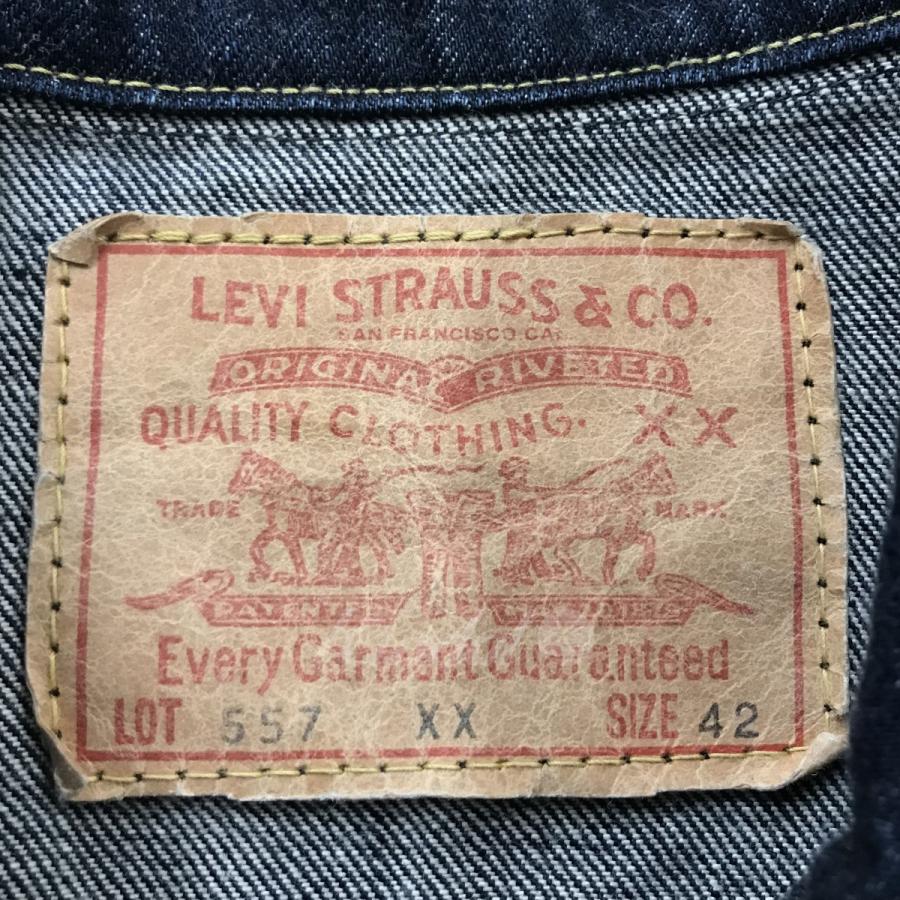 LEVI STRAUSS & CO.
SAN FRANCISCO CAL
ORIGINAL RIVETED
QUALITY CLOTHING. XX
TRADE MARK
PATENTED
Every Garment Guaranteed
LOT 557 XX SIZE 42